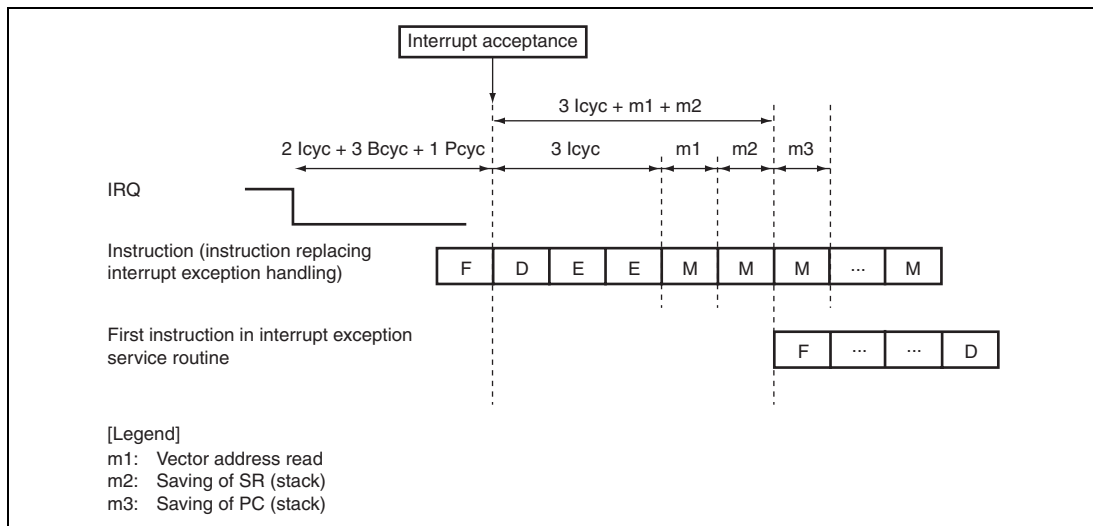 Interrupt acceptance
3 Icyc + m1 + m2
2 Icyc + 3 Bcyc + 1 Pcyc 3 Icyc m1 m2 m3
IRQ
Instruction (instruction replacing
interrupt exception handling)
F D E E M M M ... M
First instruction in interrupt exception
service routine
F ... ... D
[Legend]
m1: Vector address read
m2: Saving of SR (stack)
m3: Saving of PC (stack)